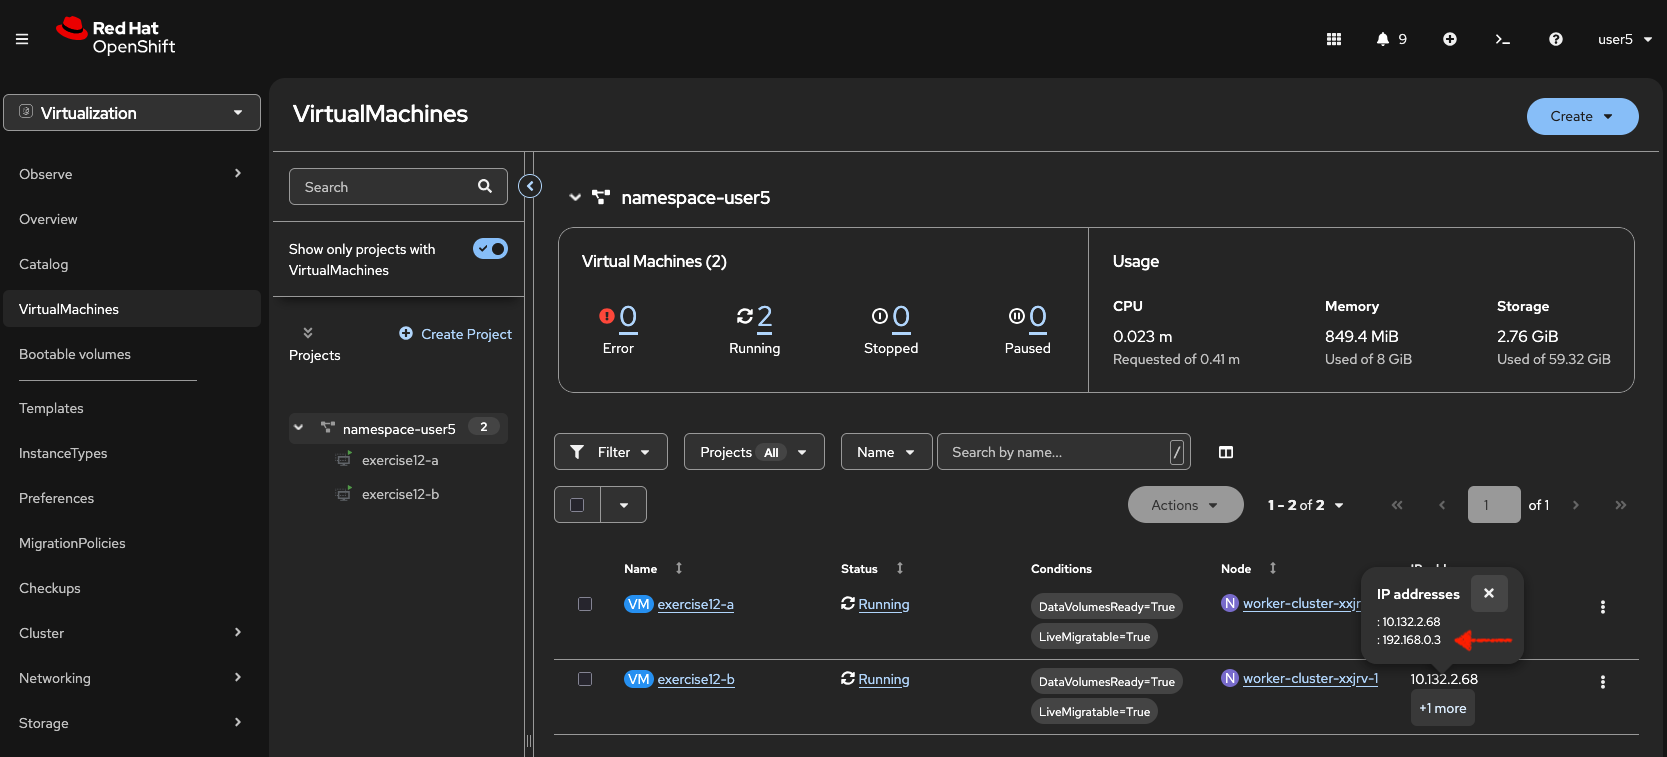 Red Hat
OpenShift
9
user5
Virtualization
Observe
Overview
Catalog
VirtualMachines
Bootable volumes
Templates
InstanceTypes
Preferences
MigrationPolicies
Checkups
Cluster
Networking
Storage
VirtualMachines
Create
Search
Show only projects with
VirtualMachines
Projects
Create Project
namespace-user5 2
exercise12-a
exercise12-b
namespace-user5
Virtual Machines (2)
0
Error
2
Running
0
Stopped
0
Paused
Usage
CPU
0.023 m
Requested of 0.41 m
Memory
849.4 MiB
Used of 8 GiB
Storage
2.76 GiB
Used of 59.32 GiB
Filter
Projects All
Name
Search by name...
/
Actions
1 - 2 of 2
1 of 1
Name Status Conditions Node
VM exercise12-a Running DataVolumesReady=True N worker-cluster-xxjr
LiveMigratable=True
IP addresses
: 10.132.2.68
: 192.168.0.3
VM exercise12-b Running DataVolumesReady=True N worker-cluster-xxjrv-1 10.132.2.68
LiveMigratable=True +1 more